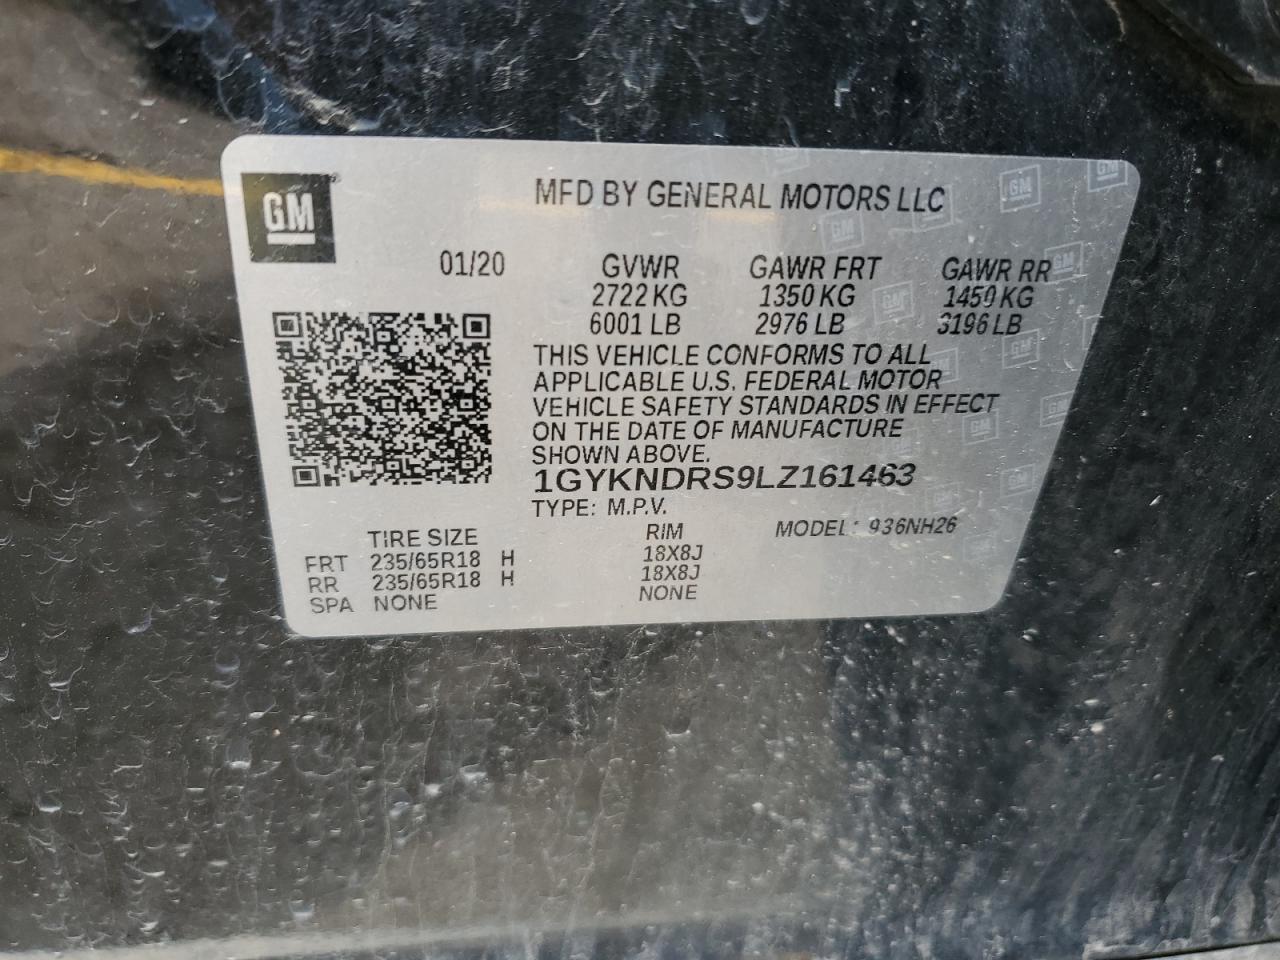 GM
MFD BY GENERAL MOTORS LLC
01/20 GVWR GAWR FRT GAWR RR
2722 KG 1350 KG 1450 KG
6001 LB 2976 LB 3196 LB
THIS VEHICLE CONFORMS TO ALL
APPLICABLE U.S. FEDERAL MOTOR
VEHICLE SAFETY STANDARDS IN EFFECT
ON THE DATE OF MANUFACTURE
SHOWN ABOVE.
1GYKNDRS9LZ161463
TYPE: M.P.V.
TIRE SIZE RIM MODEL: 936NH26
FRT 235/65R18 H 18X8J
RR 235/65R18 H 18X8J
SPA NONE NONE